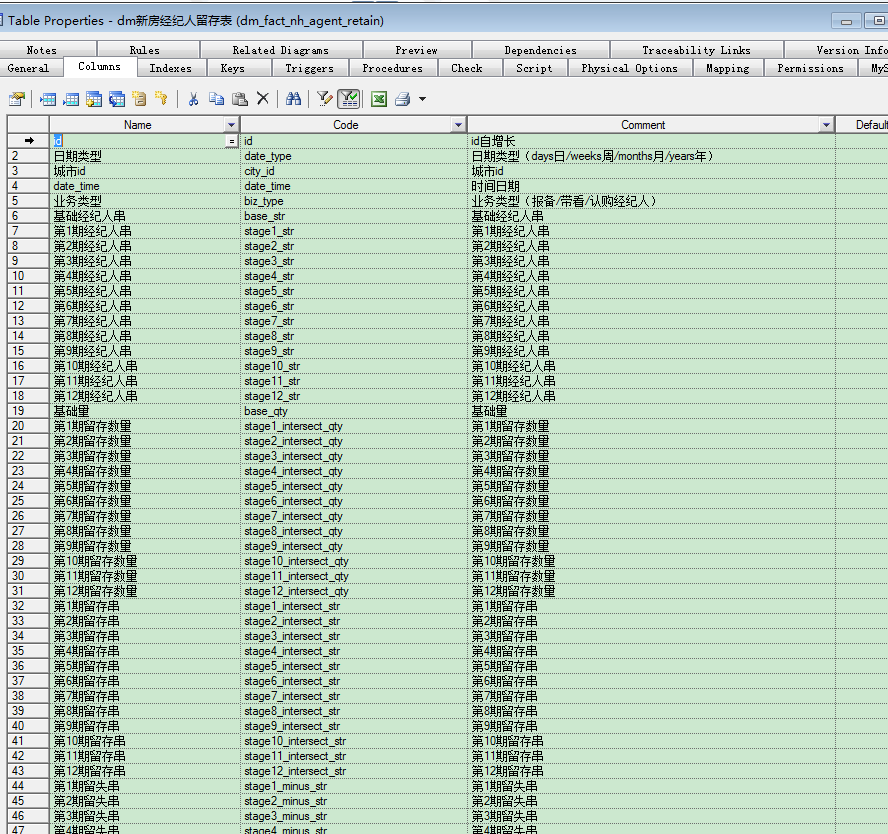 Table Properties - dm新房经纪人留存表 (dm_fact_nh_agent_retain)
Notes Rules Related Diagrams Preview Dependencies Traceability Links Version Info
General Columns Indexes Keys Triggers Procedures Check Script Physical Options Mapping Permissions MyS
Name Code Comment Default
id = id id自增长
2 日期类型 date_type 日期类型（days日/weeks周/months月/years年）
3 城市id city_id 城市id
4 date_time date_time 时间日期
5 业务类型 biz_type 业务类型（报备/带看/认购经纪人）
6 基础经纪人串 base_str 基础经纪人串
7 第1期经纪人串 stage1_str 第1期经纪人串
8 第2期经纪人串 stage2_str 第2期经纪人串
9 第3期经纪人串 stage3_str 第3期经纪人串
10 第4期经纪人串 stage4_str 第4期经纪人串
11 第5期经纪人串 stage5_str 第5期经纪人串
12 第6期经纪人串 stage6_str 第6期经纪人串
13 第7期经纪人串 stage7_str 第7期经纪人串
14 第8期经纪人串 stage8_str 第8期经纪人串
15 第9期经纪人串 stage9_str 第9期经纪人串
16 第10期经纪人串 stage10_str 第10期经纪人串
17 第11期经纪人串 stage11_str 第11期经纪人串
18 第12期经纪人串 stage12_str 第12期经纪人串
19 基础量 base_qty 基础量
20 第1期留存数量 stage1_intersect_qty 第1期留存数量
21 第2期留存数量 stage2_intersect_qty 第2期留存数量
22 第3期留存数量 stage3_intersect_qty 第3期留存数量
23 第4期留存数量 stage4_intersect_qty 第4期留存数量
24 第5期留存数量 stage5_intersect_qty 第5期留存数量
25 第6期留存数量 stage6_intersect_qty 第6期留存数量
26 第7期留存数量 stage7_intersect_qty 第7期留存数量
27 第8期留存数量 stage8_intersect_qty 第8期留存数量
28 第9期留存数量 stage9_intersect_qty 第9期留存数量
29 第10期留存数量 stage10_intersect_qty 第10期留存数量
30 第11期留存数量 stage11_intersect_qty 第11期留存数量
31 第12期留存数量 stage12_intersect_qty 第12期留存数量
32 第1期留存串 stage1_intersect_str 第1期留存串
33 第2期留存串 stage2_intersect_str 第2期留存串
34 第3期留存串 stage3_intersect_str 第3期留存串
35 第4期留存串 stage4_intersect_str 第4期留存串
36 第5期留存串 stage5_intersect_str 第5期留存串
37 第6期留存串 stage6_intersect_str 第6期留存串
38 第7期留存串 stage7_intersect_str 第7期留存串
39 第8期留存串 stage8_intersect_str 第8期留存串
40 第9期留存串 stage9_intersect_str 第9期留存串
41 第10期留存串 stage10_intersect_str 第10期留存串
42 第11期留存串 stage11_intersect_str 第11期留存串
43 第12期留存串 stage12_intersect_str 第12期留存串
44 第1期留失串 stage1_minus_str 第1期留失串
45 第2期留失串 stage2_minus_str 第2期留失串
46 第3期留失串 stage3_minus_str 第3期留失串
47 第4期留失串 stage4_minus_str 第4期留失串